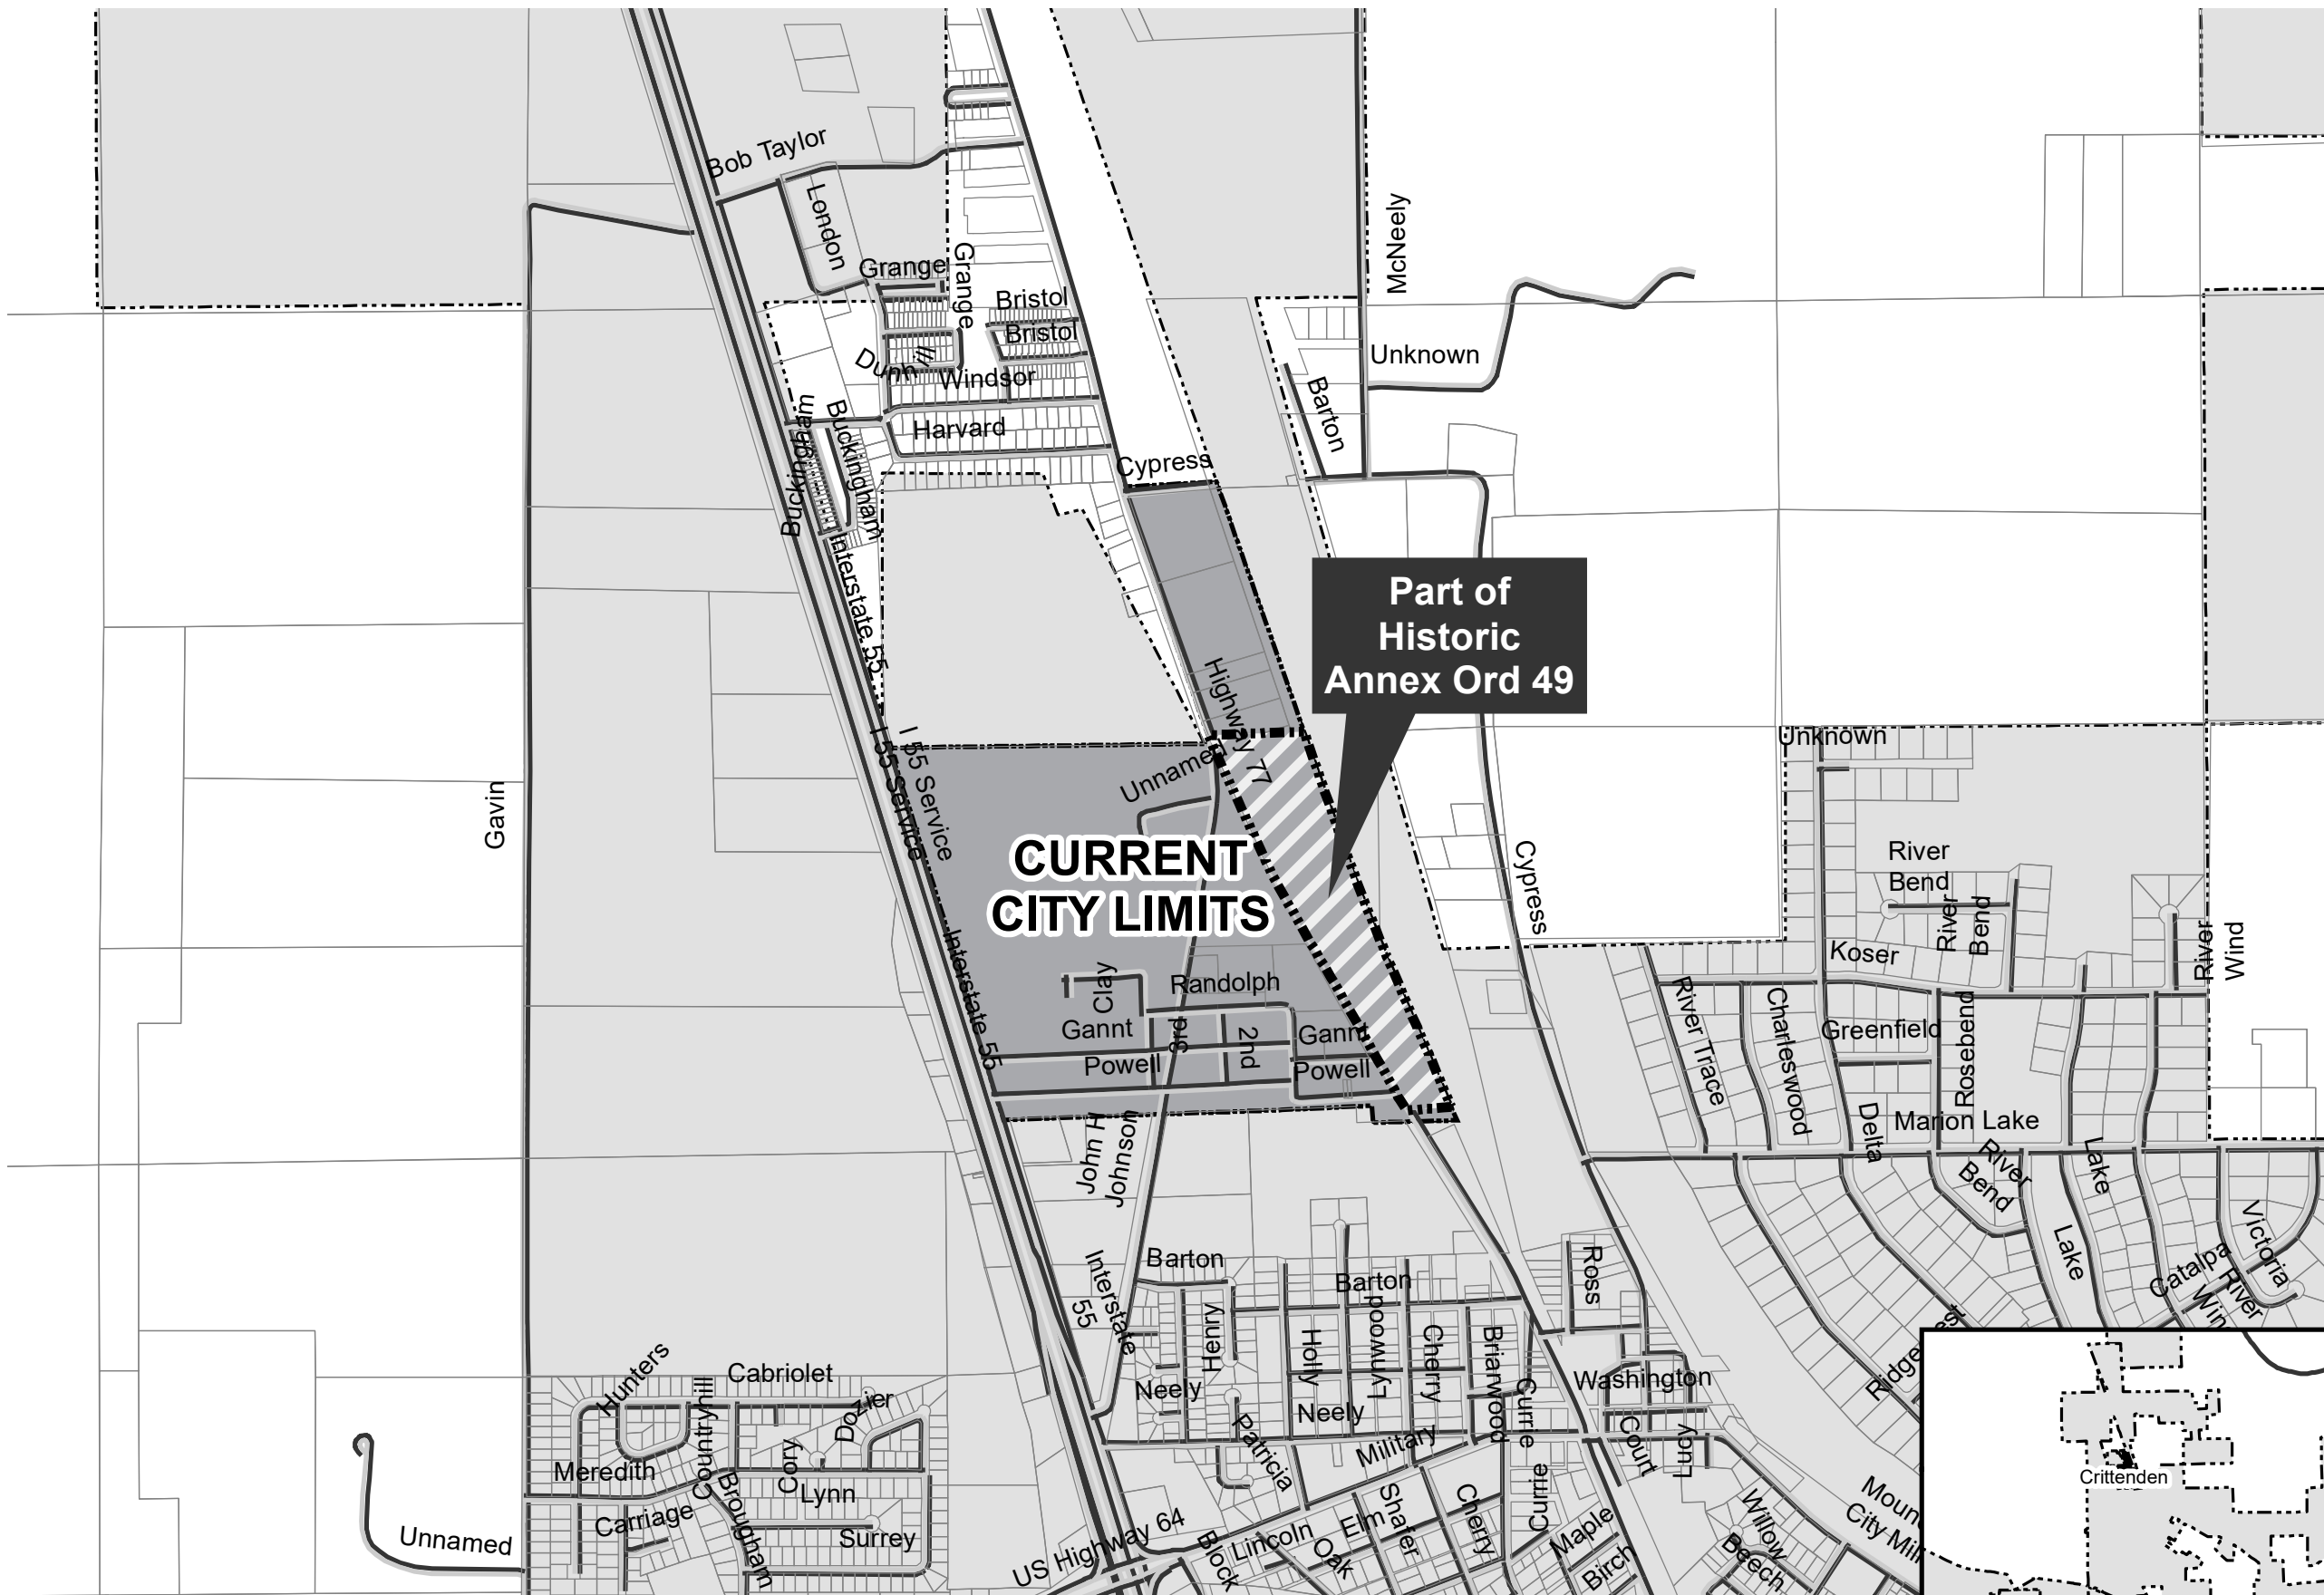 Bob Taylor
London
McNeely
Grange
Grange
Bristol
Bristol
Unknown
Dunn
Windsor
Barton
Buckingham
Buckingham
Harvard
Cypress
Interstate 55
Part of
Historic
Annex Ord 49
Highway 77
I 55 Service
I 55 Service
Unknown
Gavin
CURRENT
CITY LIMITS
Cypress
River
Bend
River
Bend
Koser
River
Wind
Interstate 55
Clay
Randolph
Gannt
3rd
2nd
Gannt
Powell
Powell
River Trace
Charleswood
Greenfield
Rosebend
Delta
Marion Lake
John H
Johnson
River
Bend
Lake
Lake
Victoria
Catalpa
River
Barton
Interstate
55
Barton
Ross
Henry
Holly
Lynwood
Cherry
Briarwood
Hunters
Cabriolet
Countryhill
Dozier
Neely
Neely
Currie
Washington
Meredith
Cory
Lynn
Patricia
Military
Court
Lucy
Carriage
Brougham
Surrey
Unnamed
US Highway 64
Block
Lincoln
Oak
Elm
Shafer
Cherry
Currie
Maple
Birch
Willow
Beech
Crittenden